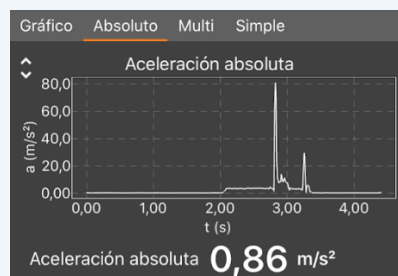 Gráfico Absoluto Multi Simple
Aceleración absoluta
80,0
60,0
40,0
20,0
0,00
a (m/s²)
0,00 1,00 2,00 3,00 4,00
t (s)
Aceleración absoluta 0,86 m/s²